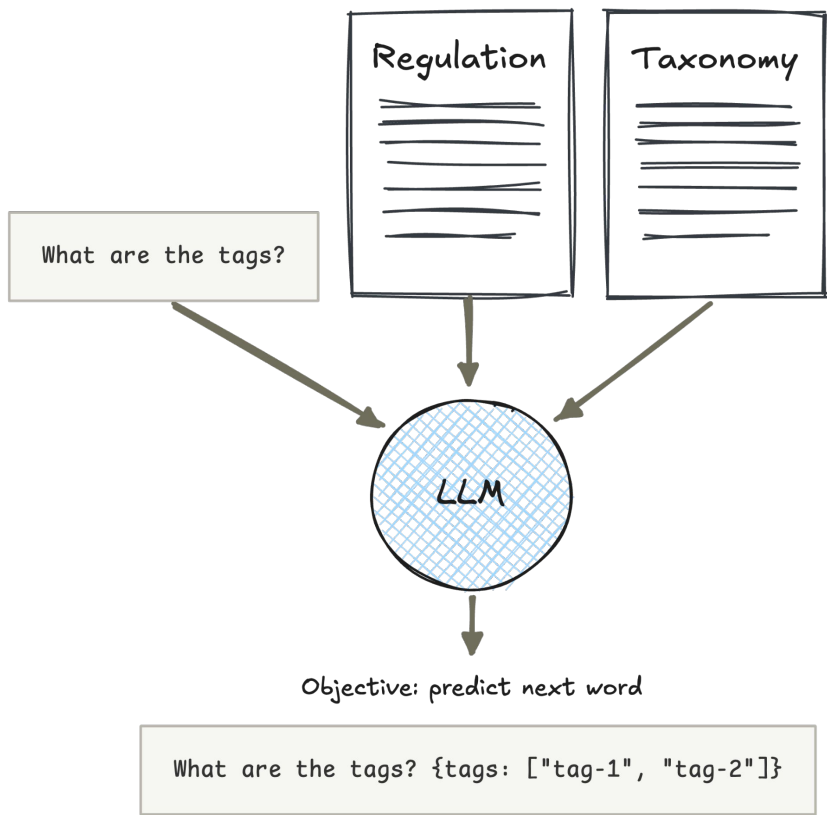 Regulation
Taxonomy
What are the tags?
LLM
Objective: predict next word
What are the tags? {tags: ["tag-1", "tag-2"]}